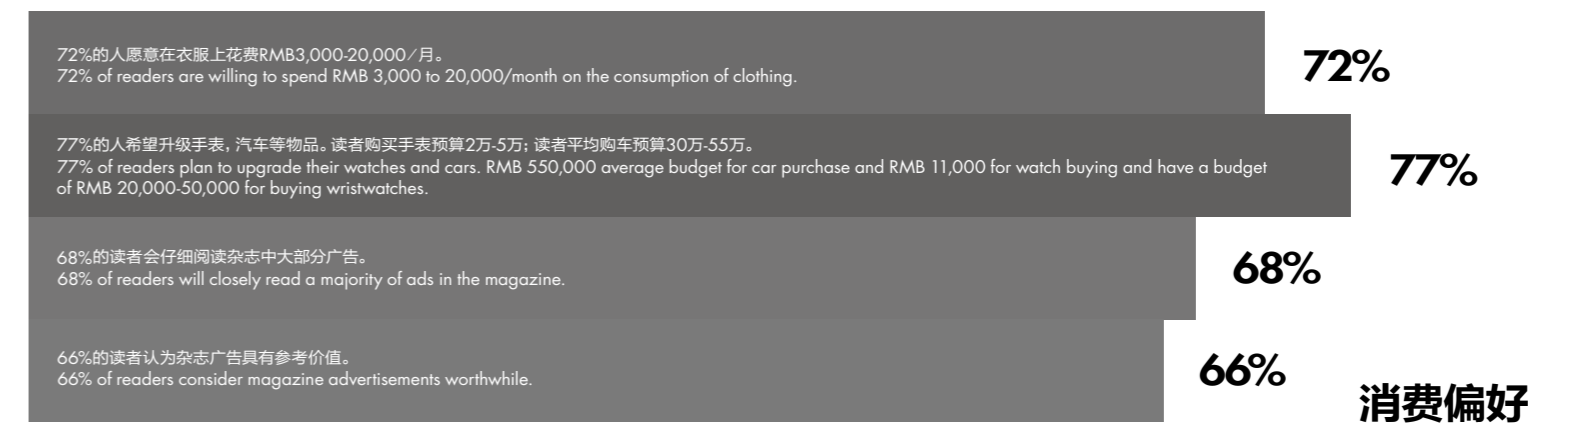 72%的人愿意在衣服上花费RMB3,000-20,000/月。
72% of readers are willing to spend RMB 3,000 to 20,000/month on the consumption of clothing.
72%
77%的人希望升级手表，汽车等物品。读者购买手表预算2万-5万；读者平均购车预算30万-55万。
77% of readers plan to upgrade their watches and cars. RMB 550,000 average budget for car purchase and RMB 11,000 for watch buying and have a budget
of RMB 20,000-50,000 for buying wristwatches.
77%
68%的读者会仔细阅读杂志中大部分广告。
68% of readers will closely read a majority of ads in the magazine.
68%
66%的读者认为杂志广告具有参考价值。
66% of readers consider magazine advertisements worthwhile.
66%
消费偏好